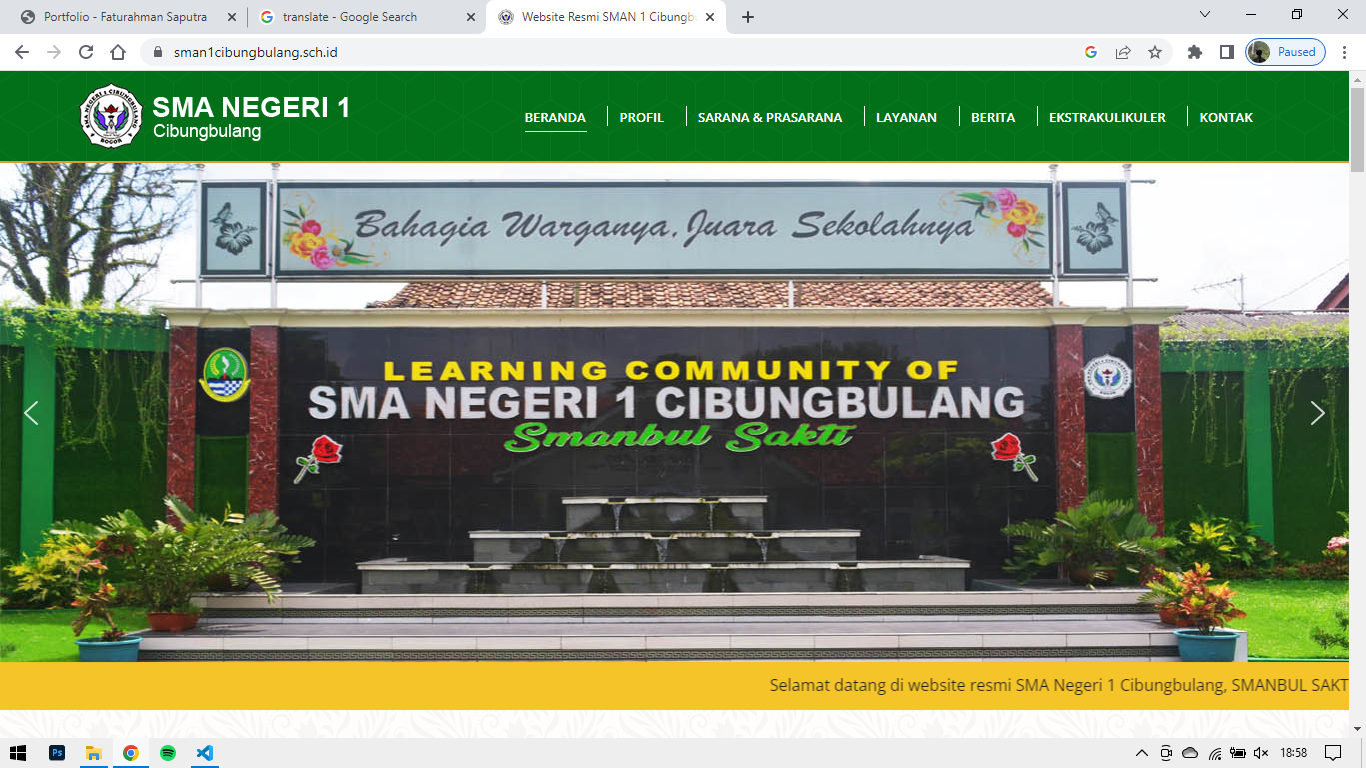 Portfolio - Faturahman Saputra
translate - Google Search
Website Resmi SMAN 1 Cibungbu
sman1cibungbulang.sch.id
Paused
SMA NEGERI 1
Cibungbulang
BERANDA
PROFIL
SARANA & PRASARANA
LAYANAN
BERITA
EKSTRAKULIKULER
KONTAK
Bahagia Warganya, Juara Sekolahnya
LEARNING COMMUNITY OF
SMA NEGERI 1 CIBUNGBULANG
Smanbul Sakti
Selamat datang di website resmi SMA Negeri 1 Cibungbulang, SMANBUL SAKT
Ps
18:58